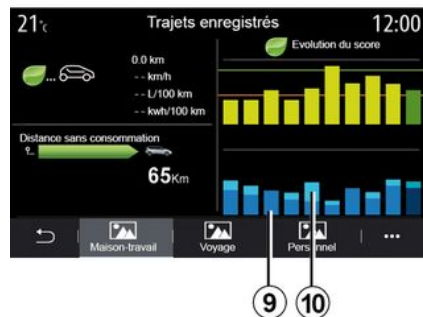 21°c
Trajets enregistrés
12:00
Evolution du score
0.0 km
-- km/h
-- L/100 km
-- kwh/100 km
Distance sans consommation
65Km
Maison-travail
Voyage
Personnel
9
10